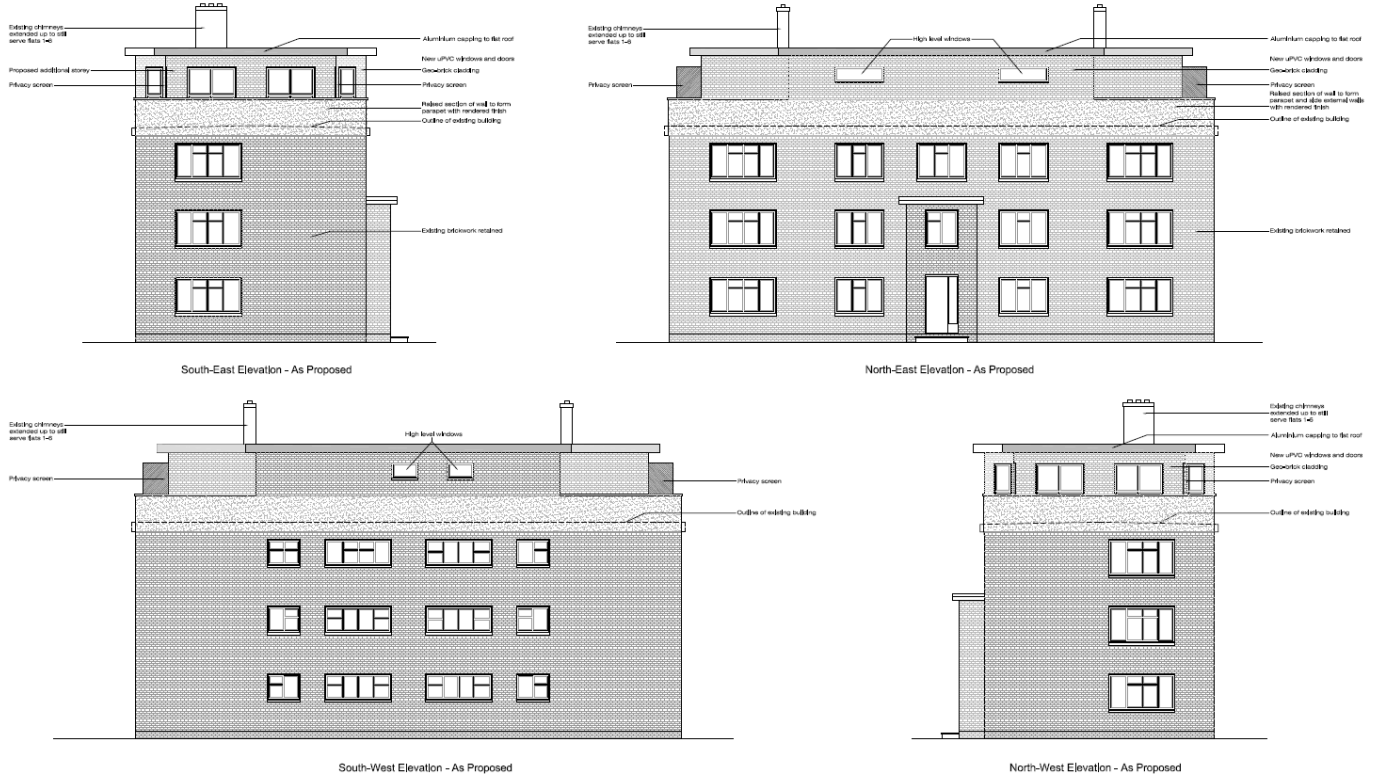 Existing chimneys
extended up to still
serve flats 1-6
Proposed additional storey
Privacy screen
Aluminium capping to flat roof
New uPVC windows and doors
Geo-brick cladding
Privacy screen
Raised section of wall to form
parapet with rendered finish
Outline of existing building
Existing brickwork retained
South-East Elevation - As Proposed
Existing chimneys
extended up to still
serve flats 1-6
Privacy screen
High level windows
Aluminium capping to flat roof
New uPVC windows and doors
Geo-brick cladding
Privacy screen
Raised section of wall to form
parapet and side external walls
with rendered finish
Outline of existing building
Existing brickwork retained
North-East Elevation - As Proposed
Existing chimneys
extended up to still
serve flats 1-6
Privacy screen
High level windows
Privacy screen
Outline of existing building
South-West Elevation - As Proposed
Existing chimneys
extended up to still
serve flats 1-6
Aluminium capping to flat roof
New uPVC windows and doors
Geo-brick cladding
Privacy screen
Outline of existing building
North-West Elevation - As Proposed